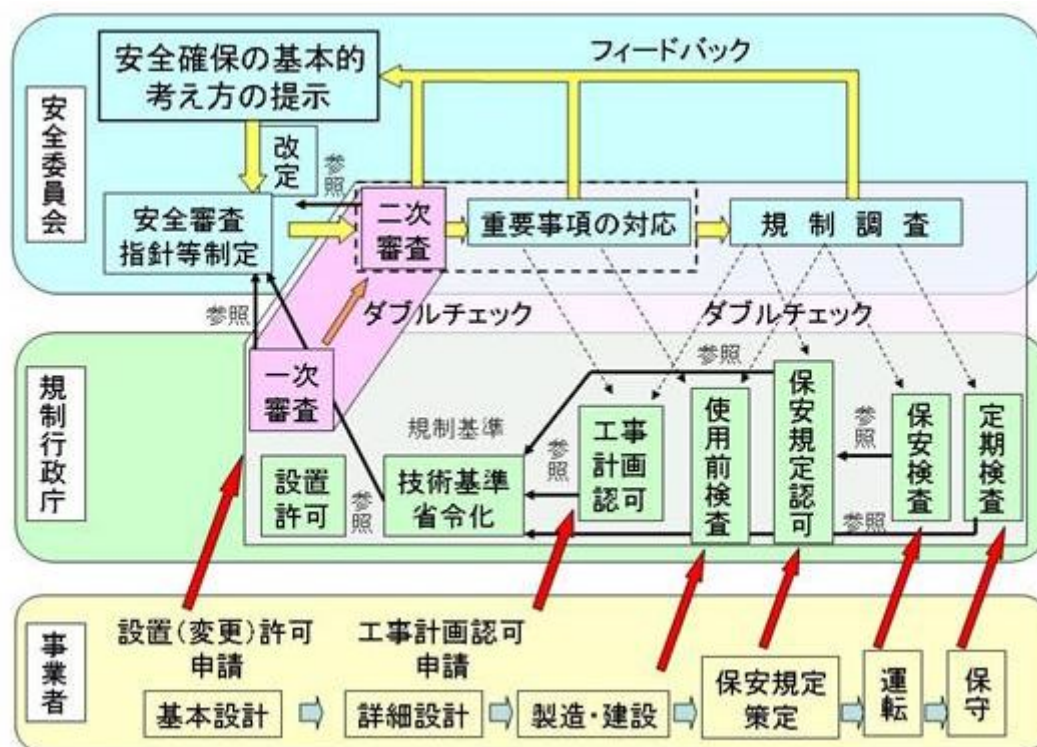 安全委員会
安全確保の基本的
考え方の提示
フィードバック
改定
参照
安全審査
指針等制定
二次
審査
重要事項の対応
規制調査
参照
ダブルチェック
ダブルチェック
規制行政庁
一次
審査
参照
規制基準
設置
許可
参照
技術基準
省令化
参照
工事
計画
認可
使用前検査
保安規定認可
参照
保安検査
定期検査
参照
事業者
設置(変更)許可
申請
工事計画認可
申請
基本設計
詳細設計
製造・建設
保安規定
策定
運転
保守